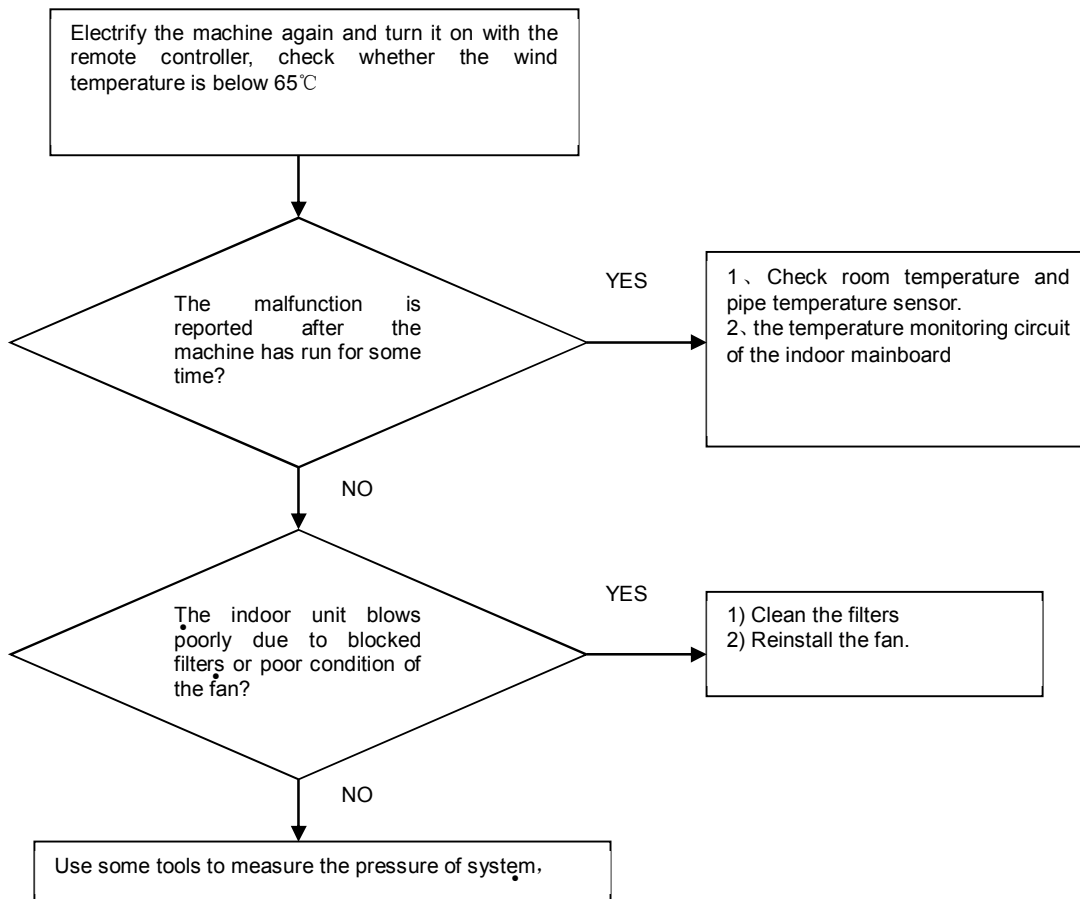 Electrify the machine again and turn it on with the
remote controller, check whether the wind
temperature is below 65℃
The malfunction is
reported after the
machine has run for some
time?
YES
1、Check room temperature and
pipe temperature sensor.
2、the temperature monitoring circuit
of the indoor mainboard
NO
The indoor unit blows
poorly due to blocked
filters or poor condition of
the fan?
YES
1) Clean the filters
2) Reinstall the fan.
NO
Use some tools to measure the pressure of system，